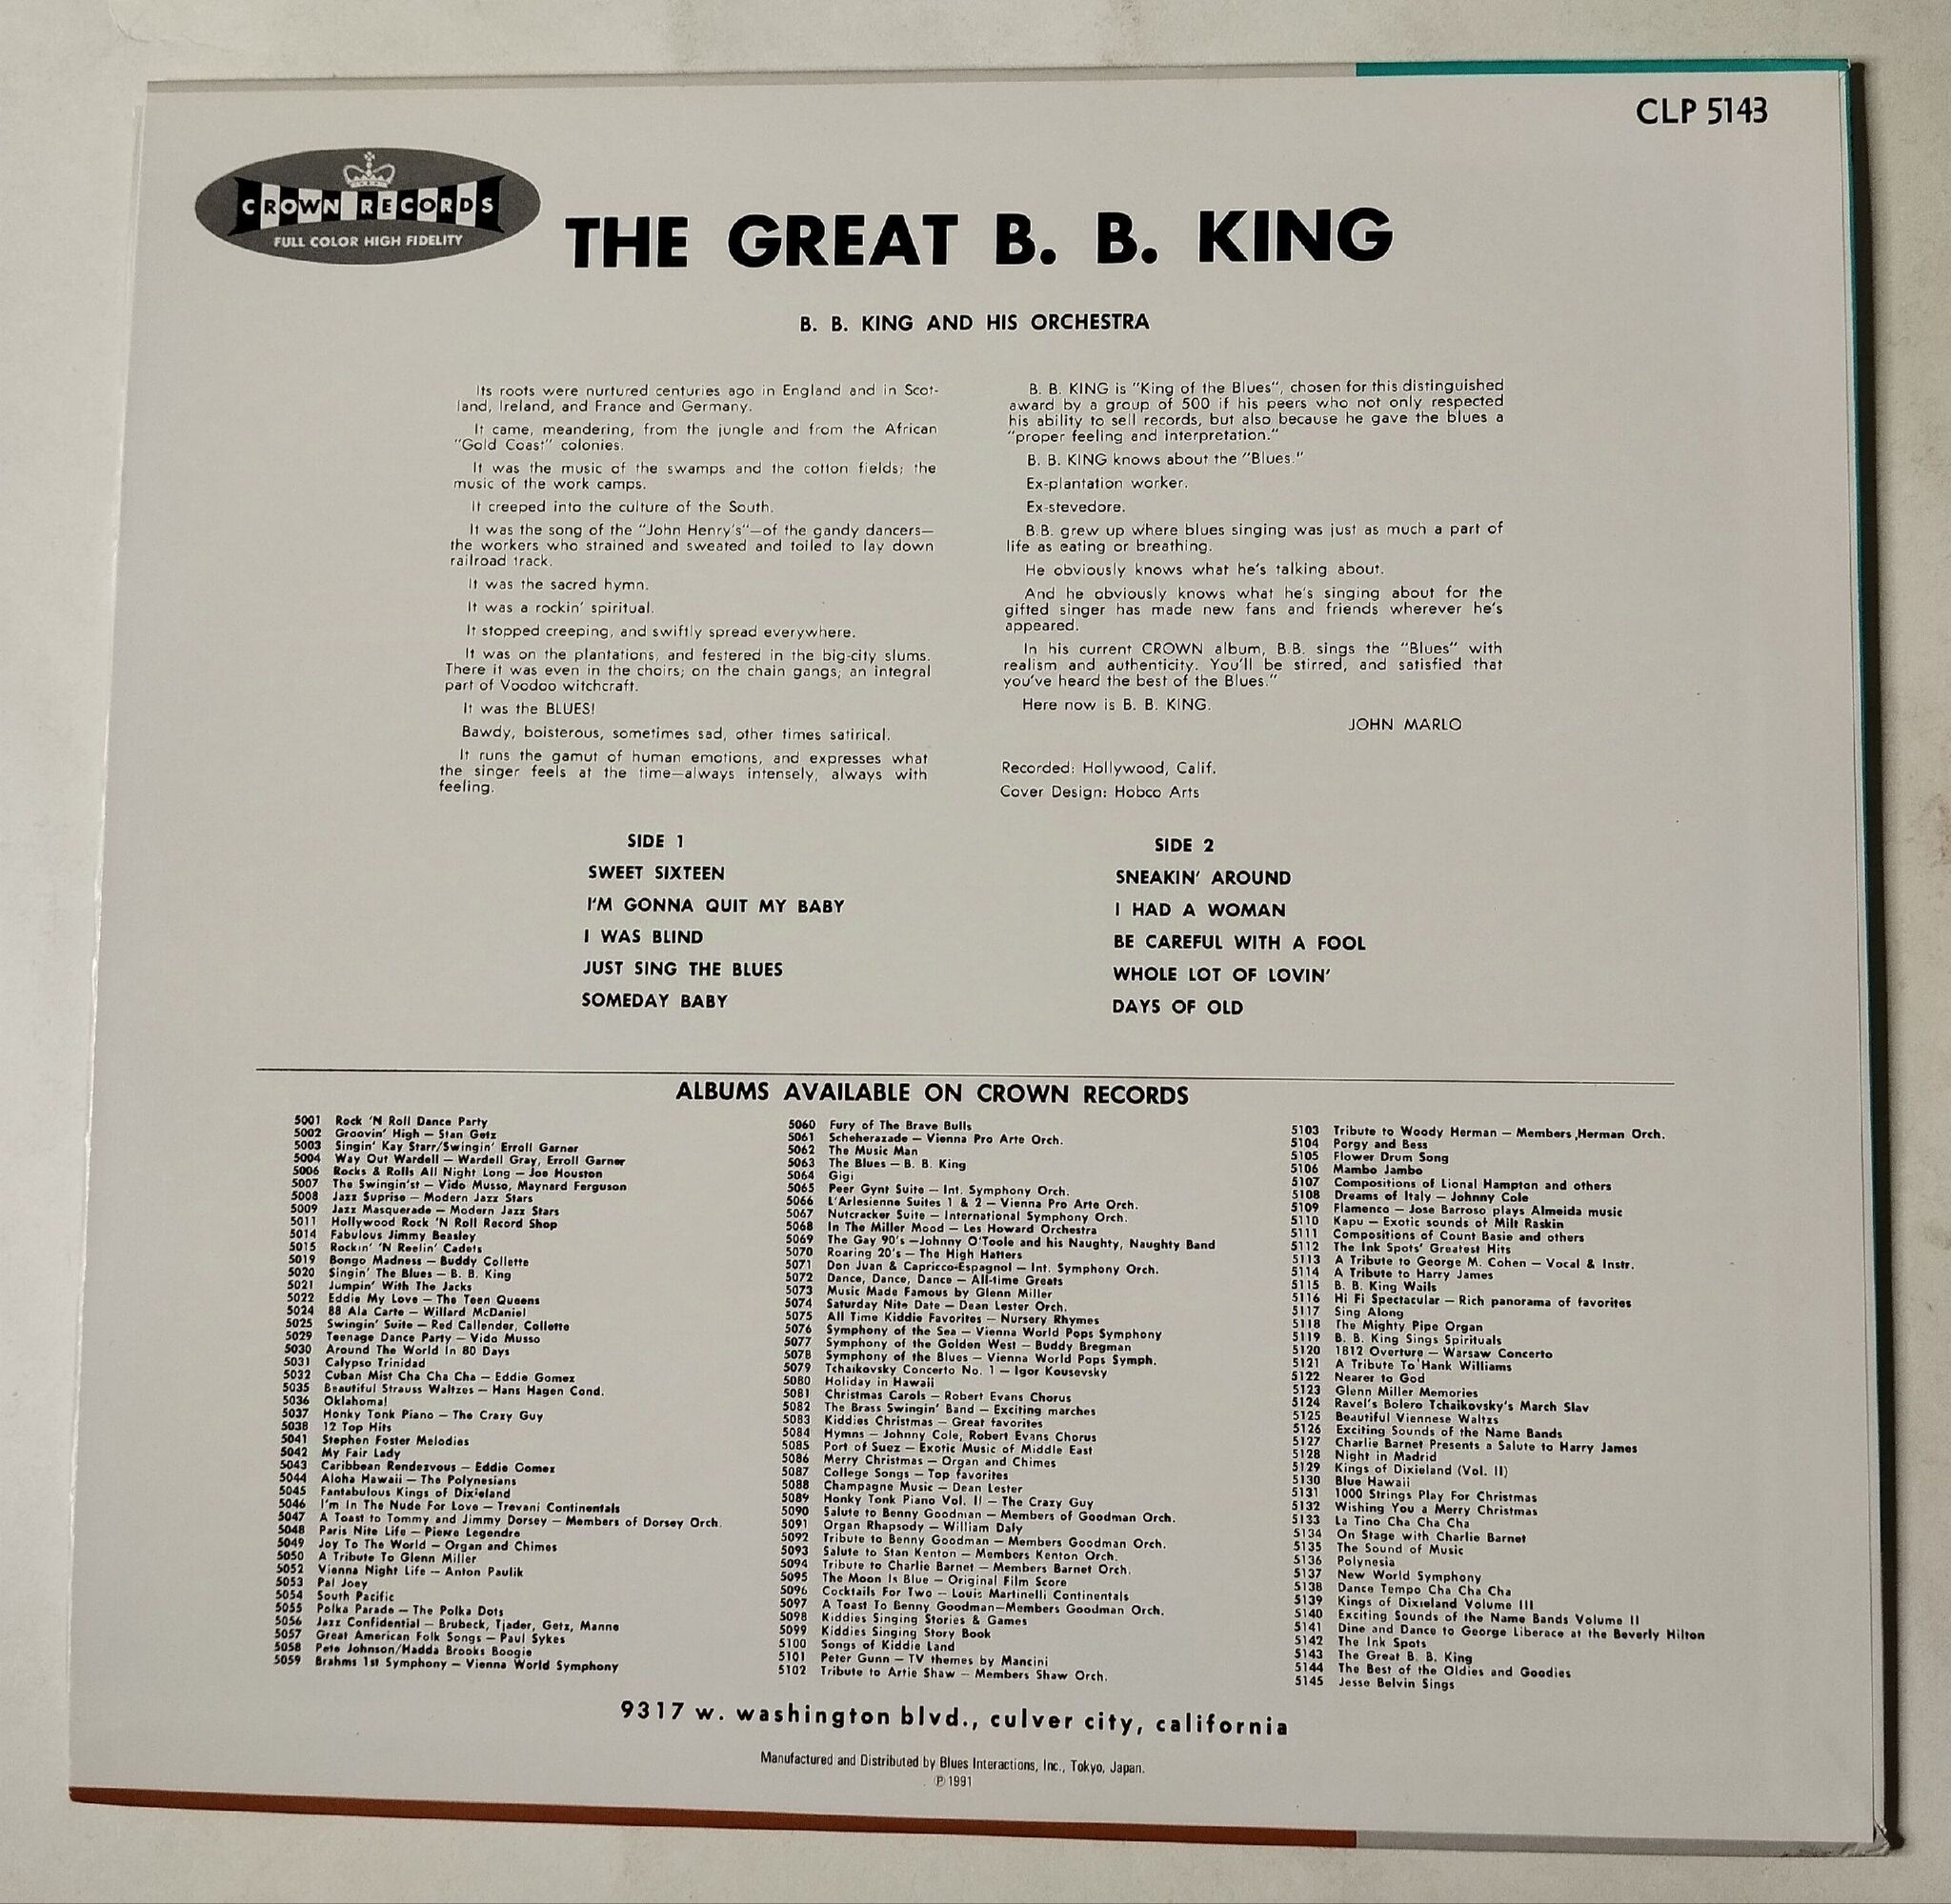 CLP 5143
CROWN RECORDS
FULL COLOR HIGH FIDELITY
THE GREAT B. B. KING
B. B. KING AND HIS ORCHESTRA
Its roots were nurtured centuries ago in England and in Scot-
land, Ireland, and France and Germany.
It came, meandering, from the jungle and from the African
"Gold Coast" colonies.
It was the music of the swamps and the cotton fields; the
music of the work camps.
It creeped into the culture of the South.
It was the song of the "John Henry's"—of the gandy dancers—
the workers who strained and sweated and toiled to lay down
railroad track.
It was the sacred hymn.
It was a rockin' spiritual.
It stopped creeping, and swiftly spread everywhere.
It was on the plantations, and festered in the big-city slums.
There it was even in the choirs; on the chain gangs; an integral
part of Voodoo witchcraft.
It was the BLUES!
Bawdy, boisterous, sometimes sad, other times satirical.
It runs the gamut of human emotions, and expresses what
the singer feels at the time—always intensely, always with
feeling.
B. B. KING is "King of the Blues", chosen for this distinguished
award by a group of 500 if his peers who not only respected
his ability to sell records, but also because he gave the blues a
"proper feeling and interpretation."
B. B. KING knows about the "Blues."
Ex-plantation worker.
Ex-stevedore.
B.B. grew up where blues singing was just as much a part of
life as eating or breathing.
He obviously knows what he's talking about.
And he obviously knows what he's singing about for the
gifted singer has made new fans and friends wherever he's
appeared.
In his current CROWN album, B.B. sings the "Blues" with
realism and authenticity. You'll be stirred, and satisfied that
you've heard the best of the Blues."
Here now is B. B. KING.
JOHN MARLO
Recorded: Hollywood, Calif.
Cover Design: Hobco Arts
SIDE 1
SWEET SIXTEEN
I'M GONNA QUIT MY BABY
I WAS BLIND
JUST SING THE BLUES
SOMEDAY BABY
SIDE 2
SNEAKIN' AROUND
I HAD A WOMAN
BE CAREFUL WITH A FOOL
WHOLE LOT OF LOVIN'
DAYS OF OLD
ALBUMS AVAILABLE ON CROWN RECORDS
5001 Rock 'N Roll Dance Party
5002 Groovin' High — Stan Getz
5003 Singin' Kay Starr/Swingin' Erroll Garner
5004 Way Out Wardell — Wardell Gray, Erroll Garner
5006 Rocks & Rolls All Night Long — Joe Houston
5007 The Swingin'st — Vido Musso, Maynard Ferguson
5008 Jazz Suprise — Modern Jazz Stars
5009 Jazz Masquerade — Modern Jazz Stars
5011 Hollywood Rock 'N Roll Record Shop
5014 Fabulous Jimmy Beasley
5015 Rockin' 'N Reelin' Cadets
5019 Bongo Madness — Buddy Collette
5020 Singin' The Blues — B. B. King
5021 Jumpin' With The Jacks
5022 Eddie My Love — The Teen Queens
5024 88 Ala Carte — Willard McDaniel
5025 Swingin' Suite — Red Callender, Collette
5029 Teenage Dance Party — Vido Musso
5030 Around The World In 80 Days
5031 Calypso Trinidad
5032 Cuban Mist Cha Cha Cha — Eddie Gomez
5035 Beautiful Strauss Waltzes — Hans Hagen Cond.
5036 Oklahoma!
5037 Honky Tonk Piano — The Crazy Guy
5038 12 Top Hits
5041 Stephen Foster Melodies
5042 My Fair Lady
5043 Caribbean Rendezvous — Eddie Gomez
5044 Aloha Hawaii — The Polynesians
5045 Fantabulous Kings of Dixieland
5046 I'm In The Nude For Love — Trevani Continentals
5047 A Toast to Tommy and Jimmy Dorsey — Members of Dorsey Orch.
5048 Paris Nite Life — Pierre Legendre
5049 Joy To The World — Organ and Chimes
5050 A Tribute To Glenn Miller
5052 Vienna Night Life — Anton Paulik
5053 Pal Joey
5054 South Pacific
5055 Polka Parade — The Polka Dots
5056 Jazz Confidential — Brubeck, Tjader, Getz, Manne
5057 Great American Folk Songs — Paul Sykes
5058 Pete Johnson/Hadda Brooks Boogie
5059 Brahms 1st Symphony — Vienna World Symphony
5060 Fury of The Brave Bulls
5061 Scheherazade — Vienna Pro Arte Orch.
5062 The Music Man
5063 The Blues — B. B. King
5064 Gigi
5065 Peer Gynt Suite — Int. Symphony Orch.
5066 L'Arlesienne Suites 1 & 2 — Vienna Pro Arte Orch.
5067 Nutcracker Suite — International Symphony Orch.
5068 In The Miller Mood — Les Howard Orchestra
5069 The Gay 90's —Johnny O'Toole and his Naughty, Naughty Band
5070 Roaring 20's — The High Hatters
5071 Don Juan & Capricco-Espagnol — Int. Symphony Orch.
5072 Dance, Dance, Dance — All-time Greats
5073 Music Made Famous by Glenn Miller
5074 Saturday Nite Date — Dean Lester Orch.
5075 All Time Kiddie Favorites — Nursery Rhymes
5076 Symphony of the Sea — Vienna World Pops Symphony
5077 Symphony of the Golden West — Buddy Bregman
5078 Symphony of the Blues — Vienna World Pops Symph.
5079 Tchaikovsky Concerto No. 1 — Igor Kousevsky
5080 Holiday in Hawaii
5081 Christmas Carols — Robert Evans Chorus
5082 The Brass Swingin' Band — Exciting marches
5083 Kiddies Christmas — Great favorites
5084 Hymns — Johnny Cole, Robert Evans Chorus
5085 Port of Suez — Exotic Music of Middle East
5086 Merry Christmas — Organ and Chimes
5087 College Songs — Top favorites
5088 Champagne Music — Dean Lester
5089 Honky Tonk Piano Vol. II — The Crazy Guy
5090 Salute to Benny Goodman — Members of Goodman Orch.
5091 Organ Rhapsody — William Daly
5092 Tribute to Benny Goodman — Members Goodman Orch.
5093 Salute to Stan Kenton — Members Kenton Orch.
5094 Tribute to Charlie Barnet — Members Barnet Orch.
5095 The Moon Is Blue — Original Film Score
5096 Cocktails For Two — Louis Martinelli Continentals
5097 A Toast To Benny Goodman—Members Goodman Orch.
5098 Kiddies Singing Stories & Games
5099 Kiddies Singing Story Book
5100 Songs of Kiddie Land
5101 Peter Gunn — TV themes by Mancini
5102 Tribute to Artie Shaw — Members Shaw Orch.
5103 Tribute to Woody Herman — Members ,Herman Orch.
5104 Porgy and Bess
5105 Flower Drum Song
5106 Mambo Jambo
5107 Compositions of Lional Hampton and others
5108 Dreams of Italy — Johnny Cole
5109 Flamenco — Jose Barroso plays Almeida music
5110 Kapu — Exotic sounds of Milt Raskin
5111 Compositions of Count Basie and others
5112 The Ink Spots' Greatest Hits
5113 A Tribute to George M. Cohen — Vocal & Instr.
5114 A Tribute to Harry James
5115 B. B. King Wails
5116 Hi Fi Spectacular — Rich panorama of favorites
5117 Sing Along
5118 The Mighty Pipe Organ
5119 B. B. King Sings Spirituals
5120 1812 Overture — Warsaw Concerto
5121 A Tribute To Hank Williams
5122 Nearer to God
5123 Glenn Miller Memories
5124 Ravel's Bolero Tchaikovsky's March Slav
5125 Beautiful Viennese Waltzs
5126 Exciting Sounds of the Name Bands
5127 Charlie Barnet Presents a Salute to Harry James
5128 Night in Madrid
5129 Kings of Dixieland (Vol. II)
5130 Blue Hawaii
5131 1000 Strings Play For Christmas
5132 Wishing You a Merry Christmas
5133 La Tino Cha Cha Cha
5134 On Stage with Charlie Barnet
5135 The Sound of Music
5136 Polynesia
5137 New World Symphony
5138 Dance Tempo Cha Cha Cha
5139 Kings of Dixieland Volume III
5140 Exciting Sounds of the Name Bands Volume II
5141 Dine and Dance to George Liberace at the Beverly Hilton
5142 The Ink Spots
5143 The Great B. B. King
5144 The Best of the Oldies and Goodies
5145 Jesse Belvin Sings
9317 w. washington blvd., culver city, california
Manufactured and Distributed by Blues Interactions, Inc., Tokyo, Japan.
Ⓟ 1991